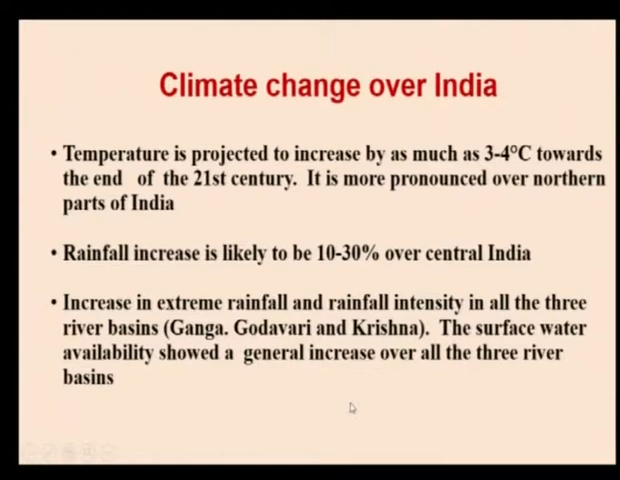 Climate change over India
• Temperature is projected to increase by as much as 3-4°C towards
the end of the 21st century. It is more pronounced over northern
parts of India
• Rainfall increase is likely to be 10-30% over central India
• Increase in extreme rainfall and rainfall intensity in all the three
river basins (Ganga. Godavari and Krishna). The surface water
availability showed a general increase over all the three river
basins